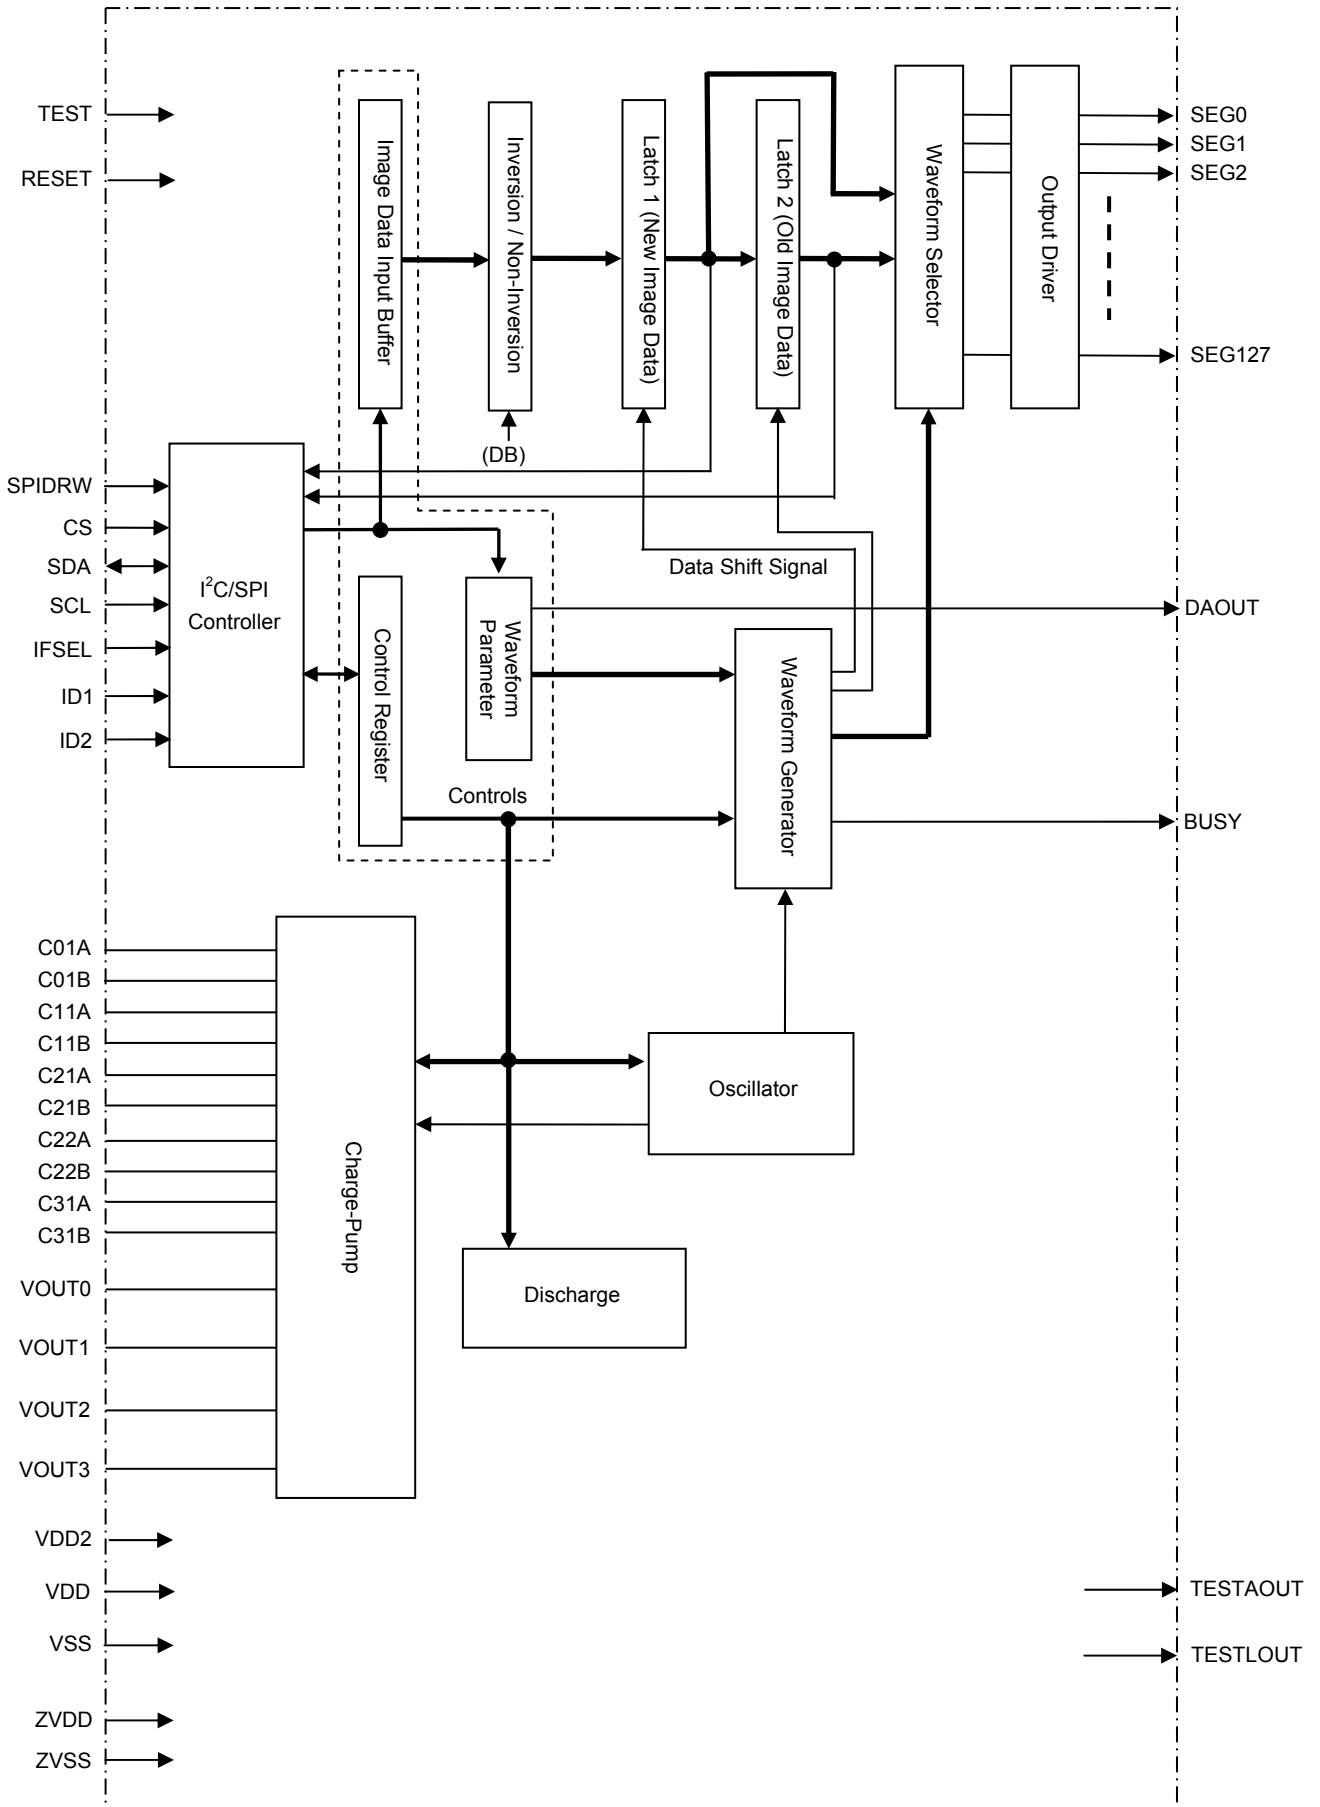 TEST
RESET
Image Data Input Buffer
Inversion / Non-Inversion
Latch 1 (New Image Data)
Latch 2 (Old Image Data)
Waveform Selector
Output Driver
SEG0
SEG1
SEG2
SEG127
(DB)
SPIDRW
CS
SDA
SCL
IFSEL
ID1
ID2
I²C/SPI
Controller
Control Register
Waveform
Parameter
Data Shift Signal
Waveform Generator
DAOUT
Controls
BUSY
C01A
C01B
C11A
C11B
C21A
C21B
C22A
C22B
C31A
C31B
VOUT0
VOUT1
VOUT2
VOUT3
Charge-Pump
Oscillator
Discharge
VDD2
VDD
VSS
ZVDD
ZVSS
TESTAOUT
TESTLOUT